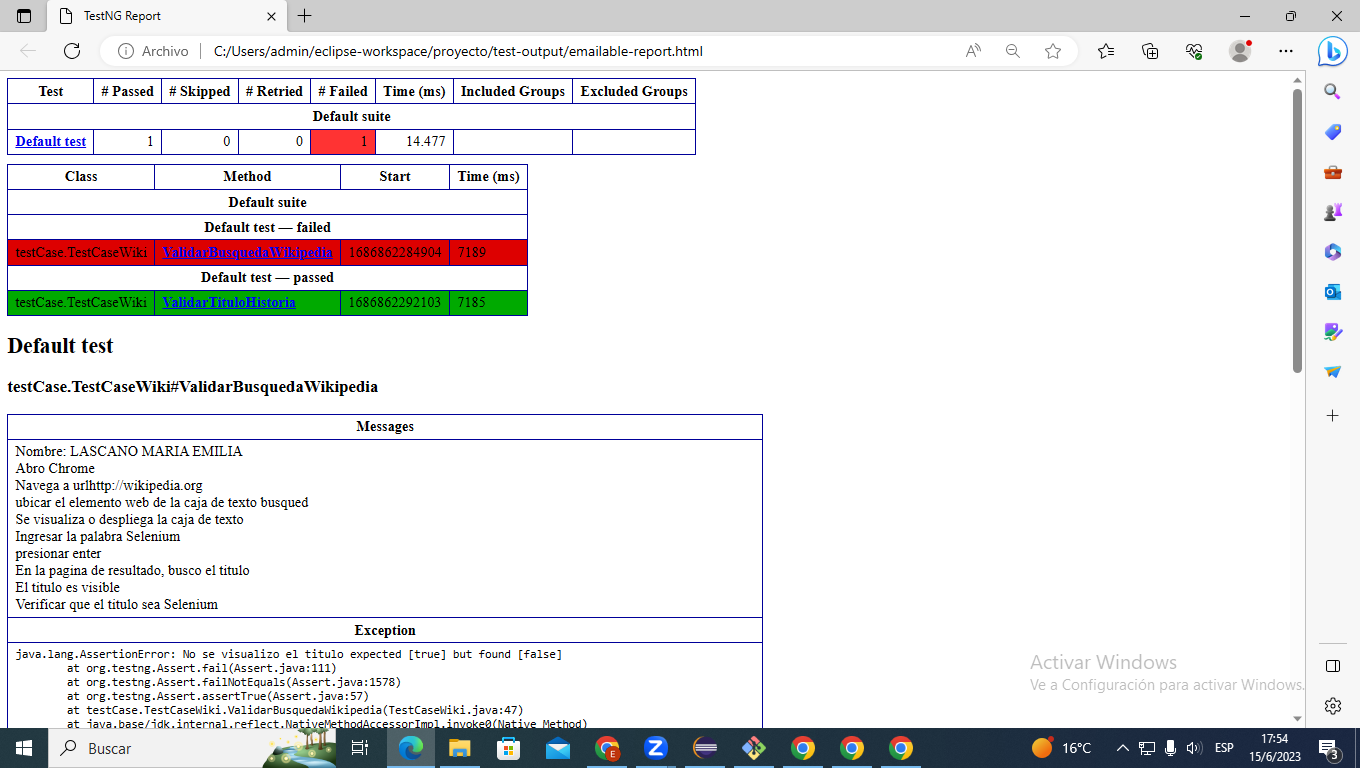 TestNG Report
Archivo C:/Users/admin/eclipse-workspace/proyecto/test-output/emailable-report.html
Test # Passed # Skipped # Retried # Failed Time (ms) Included Groups Excluded Groups
Default suite
Default test 1 0 0 1 14.477
Class Method Start Time (ms)
Default suite
Default test — failed
testCase.TestCaseWiki ValidarBusquedaWikipedia 1686862284904 7189
Default test — passed
testCase.TestCaseWiki ValidarTituloHistoria 1686862292103 7185
Default test
testCase.TestCaseWiki#ValidarBusquedaWikipedia
Messages
Nombre: LASCANO MARIA EMILIA
Abro Chrome
Navega a urlhttp://wikipedia.org
ubicar el elemento web de la caja de texto busqued
Se visualiza o despliega la caja de texto
Ingresar la palabra Selenium
presionar enter
En la pagina de resultado, busco el titulo
El titulo es visible
Verificar que el titulo sea Selenium
Exception
java.lang.AssertionError: No se visualizo el titulo expected [true] but found [false]
at org.testng.Assert.fail(Assert.java:111)
at org.testng.Assert.failNotEquals(Assert.java:1578)
at org.testng.Assert.assertTrue(Assert.java:57)
at testCase.TestCaseWiki.ValidarBusquedaWikipedia(TestCaseWiki.java:47)
at java.base/jdk.internal.reflect.NativeMethodAccessorImpl.invoke0(Native Method)
Activar Windows
Ve a Configuración para activar Windows.
Buscar
16°C
ESP
17:54
15/6/2023
3